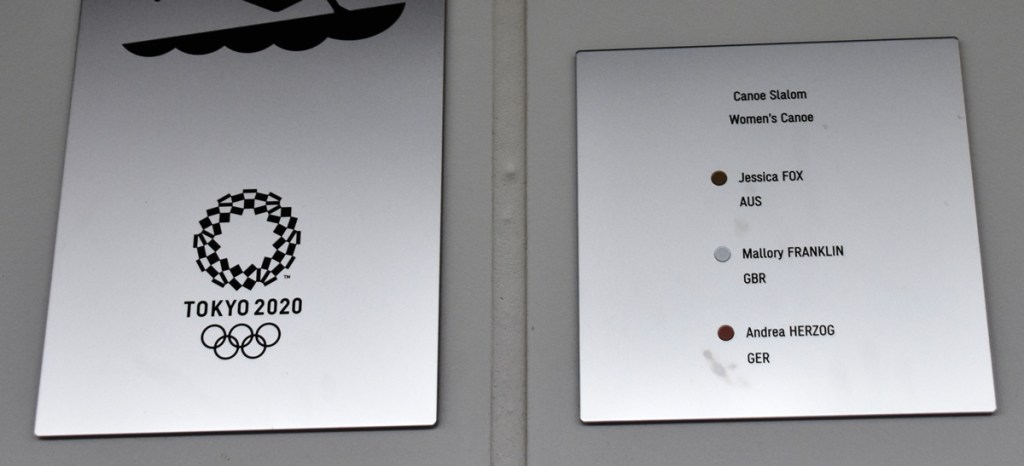 TOKYO 2020
Canoe Slalom
Women's Canoe
Jessica FOX
AUS
Mallory FRANKLIN
GBR
Andrea HERZOG
GER